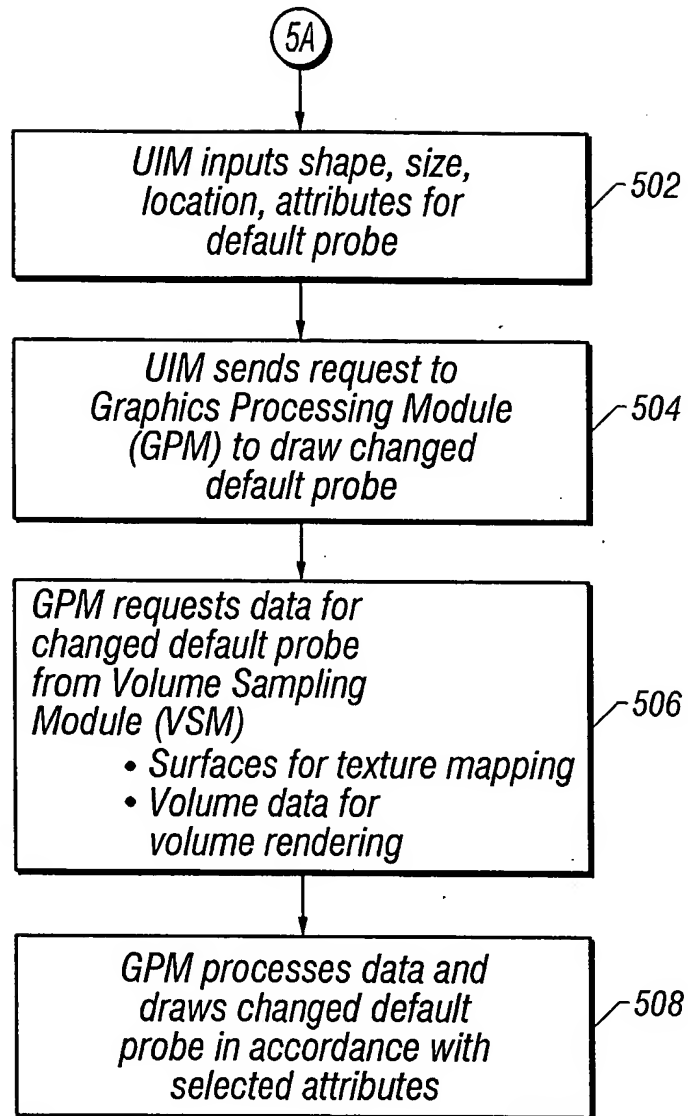 5A
UIM inputs shape, size,
location, attributes for
default probe
502
UIM sends request to
Graphics Processing Module
(GPM) to draw changed
default probe
504
GPM requests data for
changed default probe
from Volume Sampling
Module (VSM)
• Surfaces for texture mapping
• Volume data for
volume rendering
506
GPM processes data and
draws changed default
probe in accordance with
selected attributes
508